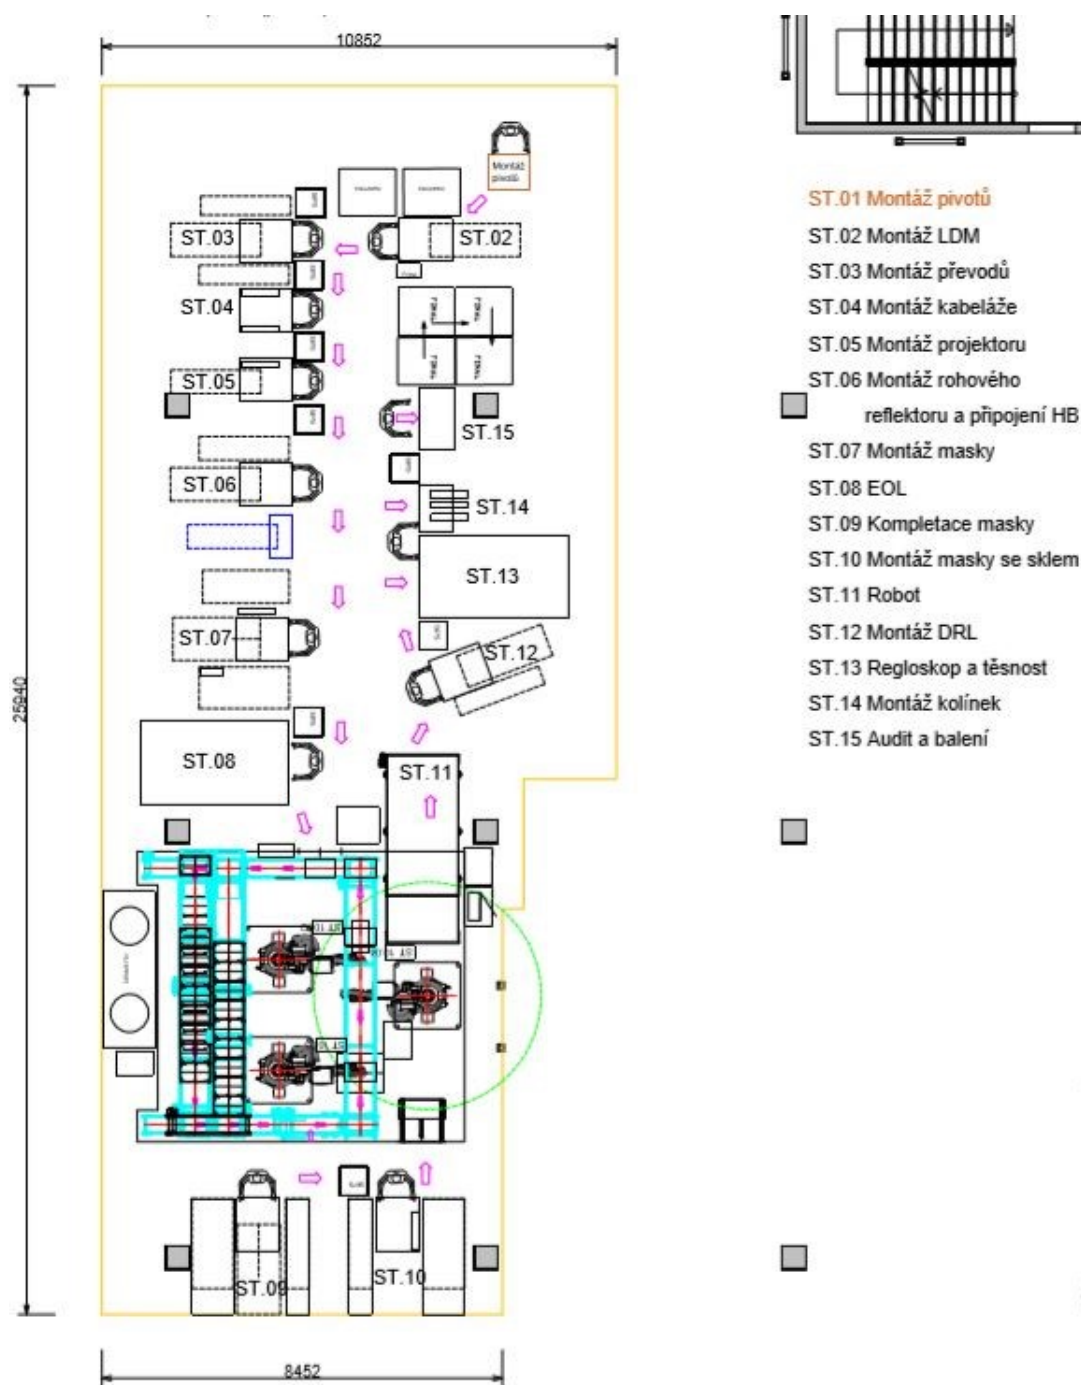 10852
Montáž
pivotů
ST.03
ST.02
ST.04
ST.05
ST.15
ST.06
ST.14
ST.13
ST.07
ST.12
ST.08
ST.11
25940
ST.09
ST.10
8452
ST.01 Montáž pivotů
ST.02 Montáž LDM
ST.03 Montáž převodů
ST.04 Montáž kabeláže
ST.05 Montáž projektoru
ST.06 Montáž rohového
reflektoru a připojení HB
ST.07 Montáž masky
ST.08 EOL
ST.09 Kompletace masky
ST.10 Montáž masky se sklem
ST.11 Robot
ST.12 Montáž DRL
ST.13 Regloskop a těsnost
ST.14 Montáž kolínek
ST.15 Audit a balení